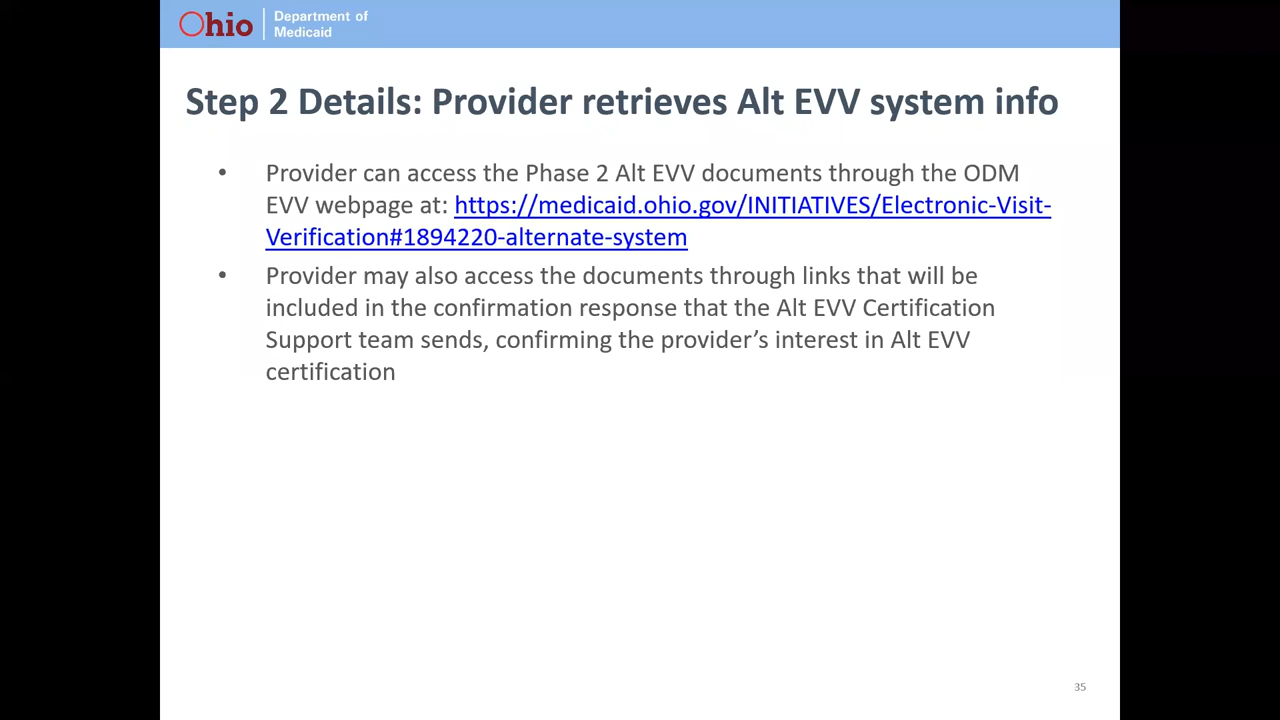 Ohio
Department of
Medicaid
Step 2 Details: Provider retrieves Alt EVV system info
• Provider can access the Phase 2 Alt EVV documents through the ODM
EVV webpage at: https://medicaid.ohio.gov/INITIATIVES/Electronic-Visit-
Verification#1894220-alternate-system
• Provider may also access the documents through links that will be
included in the confirmation response that the Alt EVV Certification
Support team sends, confirming the provider’s interest in Alt EVV
certification
35